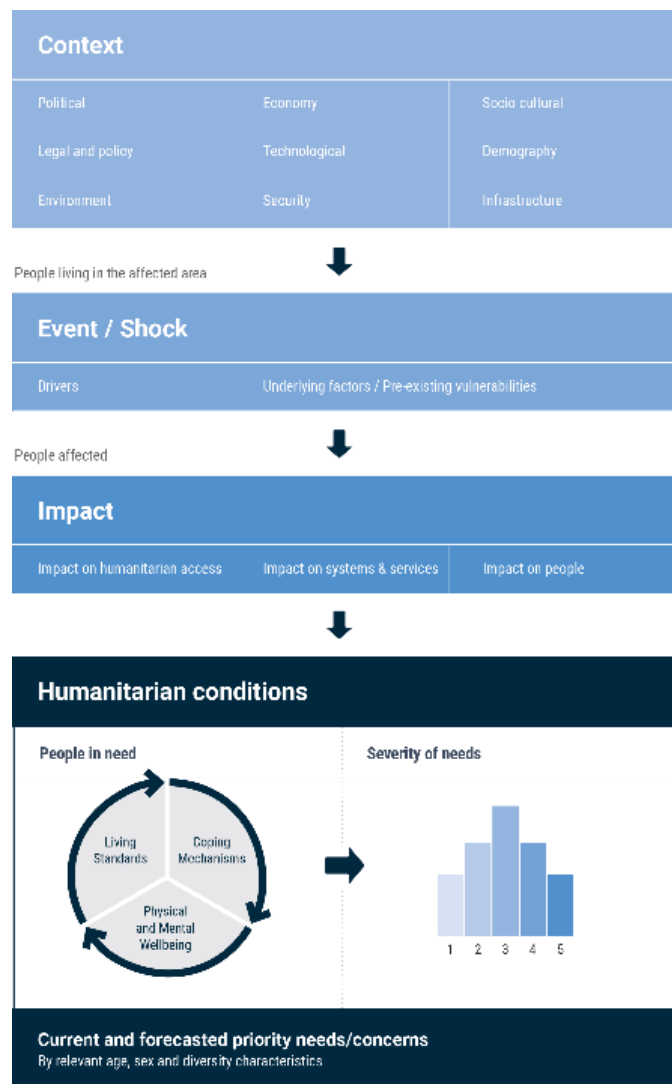 Context
Political
Economy
Socio cultural
Legal and policy
Technological
Demography
Environment
Security
Infrastructure
People living in the affected area
Event / Shock
Drivers
Underlying factors / Pre-existing vulnerabilities
People affected
Impact
Impact on humanitarian access
Impact on systems & services
Impact on people
Humanitarian conditions
People in need
Severity of needs
Living
Standards
Coping
Mechanisms
Physical
and Mental
Wellbeing
1 2 3 4 5
Current and forecasted priority needs/concerns
By relevant age, sex and diversity characteristics